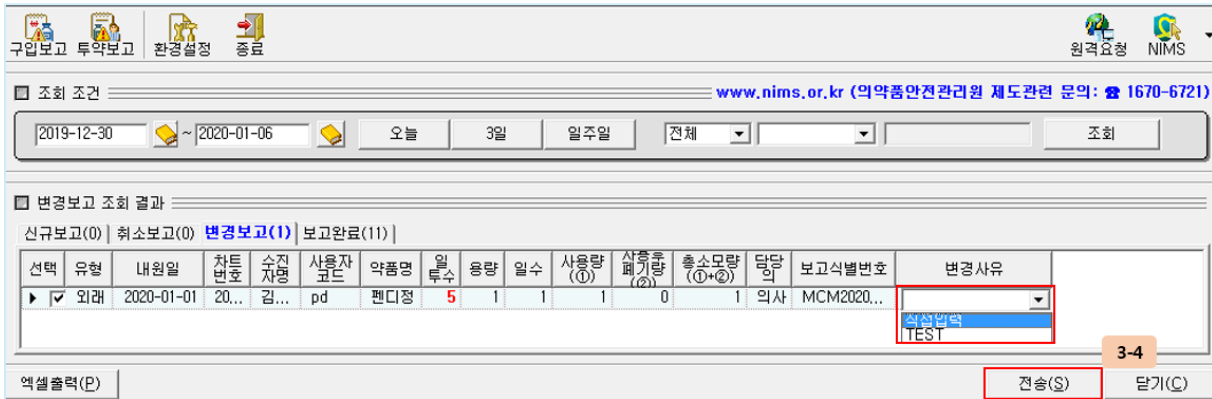 구입보고 투약보고 환경설정 종료 원격요청 NIMS
조회 조건 www.nims.or.kr (의약품안전관리원 제도관련 문의: ☎ 1670-6721)
2019-12-30 ~ 2020-01-06 오늘 3일 일주일 전체 조회
변경보고 조회 결과
신규보고(0) 취소보고(0) 변경보고(1) 보고완료(11)
선택 유형 내원일 차트번호 수진자명 사용자코드 약품명 일투수 용량 일수 사용량(①) 사용후폐기량(②) 총소모량(①+②) 담당의 보고식별번호 변경사유
외래 2020-01-01 20... 김... pd 펜디정 5 1 1 1 0 1 의사 MCM2020...
직접입력
TEST
3-4
엑셀출력(P) 전송(S) 닫기(C)